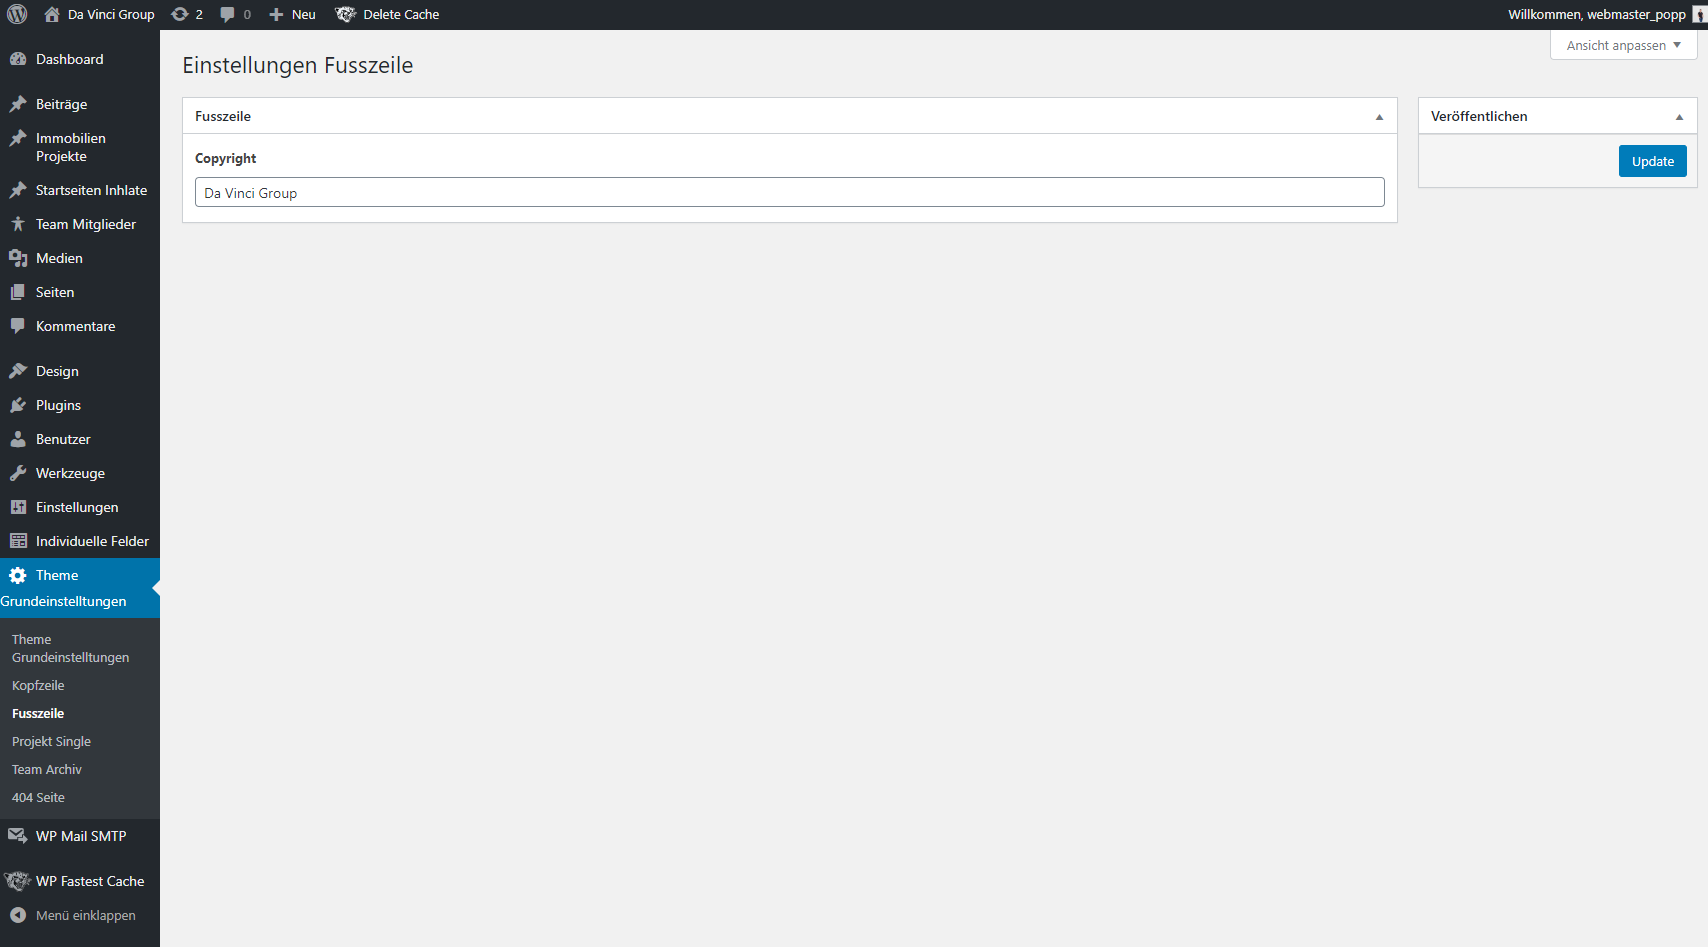 Da Vinci Group
2
0
Neu
Delete Cache
Willkommen, webmaster_popp
Ansicht anpassen
Dashboard
Beiträge
Immobilien
Projekte
Startseiten Inhlate
Team Mitglieder
Medien
Seiten
Kommentare
Design
Plugins
Benutzer
Werkzeuge
Einstellungen
Individuelle Felder
Theme
Grundeinstelltungen
Theme
Grundeinstelltungen
Kopfzeile
Fusszeile
Projekt Single
Team Archiv
404 Seite
WP Mail SMTP
WP Fastest Cache
Menü einklappen
Einstellungen Fusszeile
Fusszeile
Copyright
Da Vinci Group
Veröffentlichen
Update